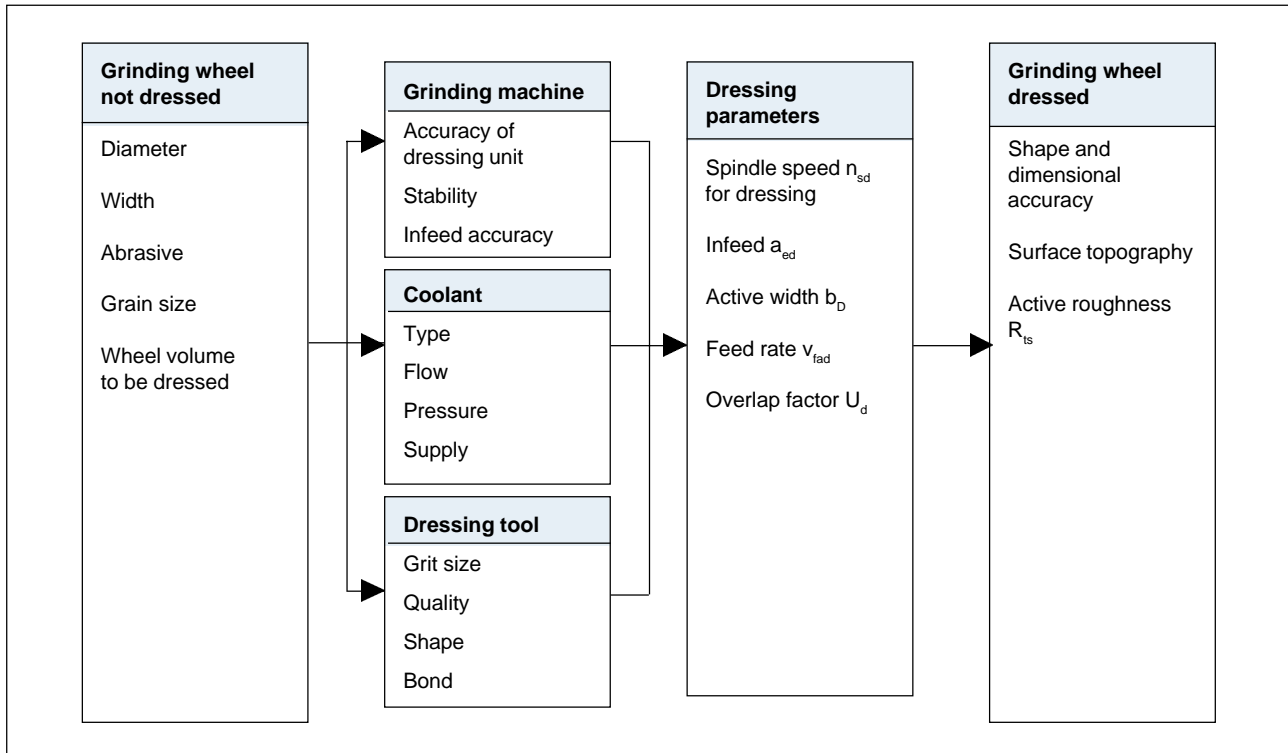 Grinding wheel
not dressed
Diameter
Width
Abrasive
Grain size
Wheel volume
to be dressed
Grinding machine
Accuracy of
dressing unit
Stability
Infeed accuracy
Coolant
Type
Flow
Pressure
Supply
Dressing tool
Grit size
Quality
Shape
Bond
Dressing
parameters
Spindle speed n_sd
for dressing
Infeed a_ed
Active width b_D
Feed rate v_fad
Overlap factor U_d
Grinding wheel
dressed
Shape and
dimensional
accuracy
Surface topography
Active roughness
R_ts